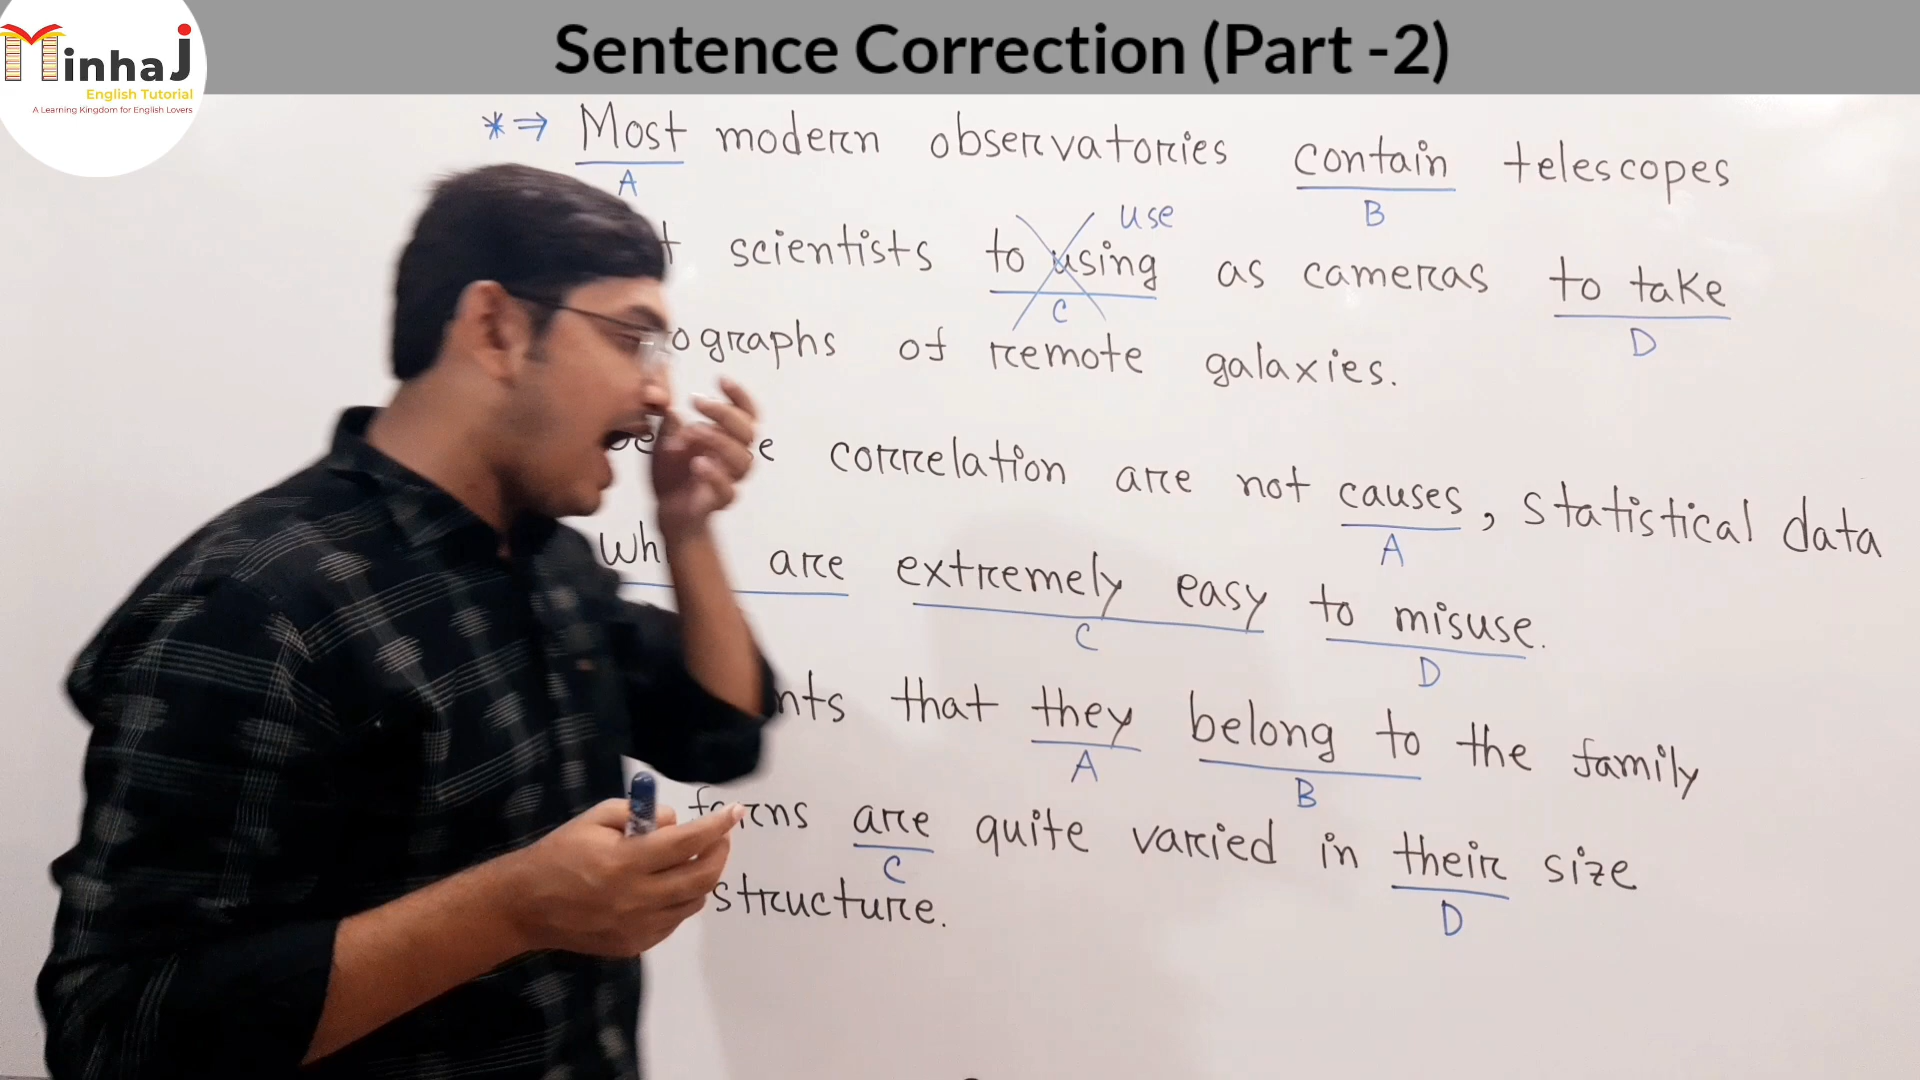 Sentence Correction (Part -2)
Minhaj
English Tutorial
A Learning Kingdom for English Lovers
*⇒ Most modern observatories contain telescopes
A
B
scientists to using as cameras to take
use
C
D
ographs of remote galaxies.
correlation are not causes, statistical data
A
are extremely easy to misuse.
C
D
nts that they belong to the family
A
B
are quite varied in their size
C
D
structure.